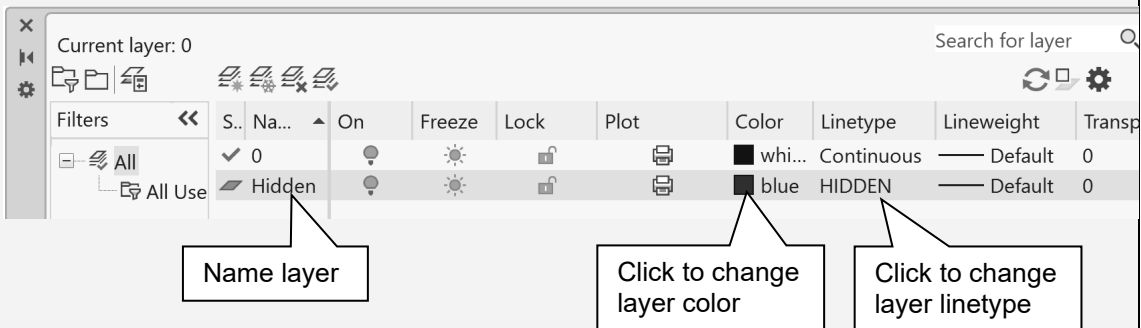 Current layer: 0
Search for layer
Filters
S.. Na... On Freeze Lock Plot Color Linetype Lineweight Transp
All
0 whi... Continuous Default 0
All Use
Hidden blue HIDDEN Default 0
Name layer
Click to change
layer color
Click to change
layer linetype